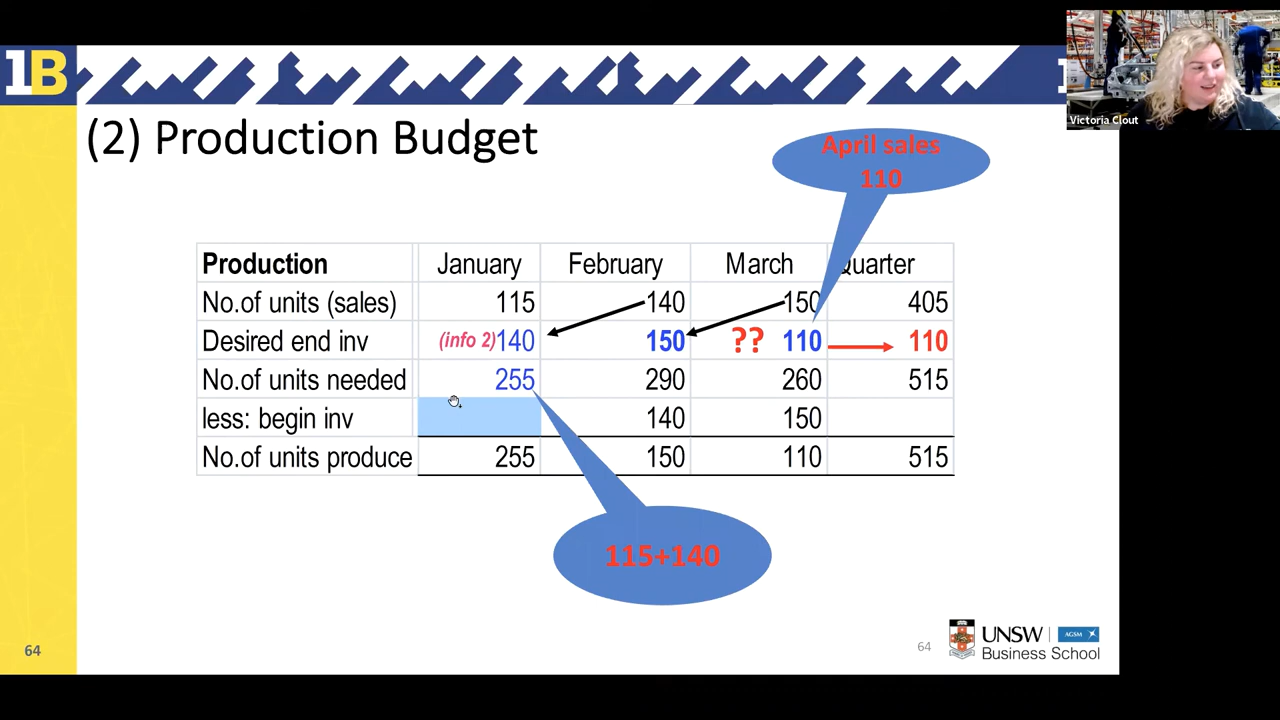 1B
(2) Production Budget
Victoria Clout
April sales
110
Production January February March Quarter
No.of units (sales) 115 140 150 405
Desired end inv (info 2)140 150 ?? 110 110
No.of units needed 255 290 260 515
less: begin inv 140 150
No.of units produce 255 150 110 515
115+140
64
64
UNSW AGSM
Business School